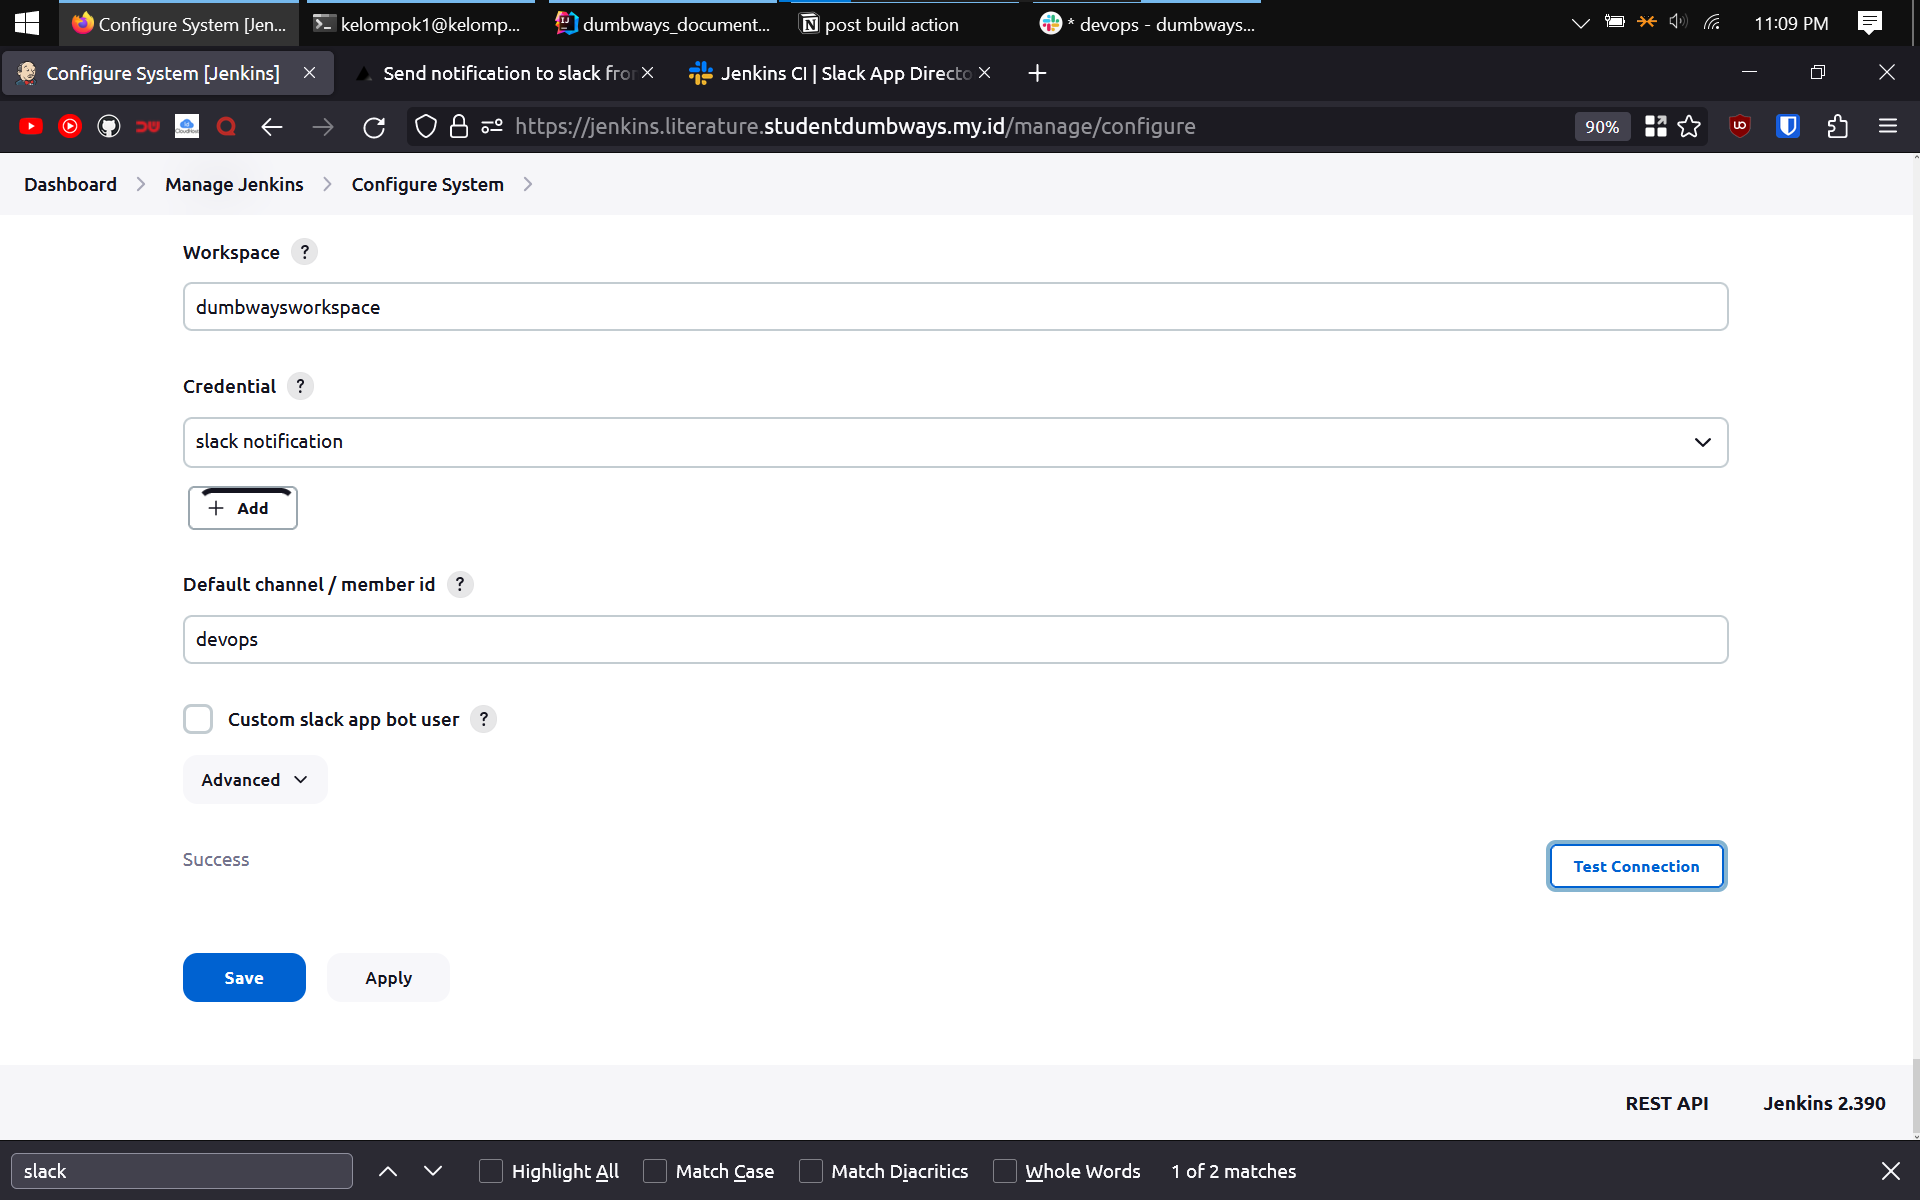 Configure System [Jen...
kelompok1@kelomp...
dumbways_document...
post build action
* devops - dumbways...
11:09 PM
Configure System [Jenkins]
Send notification to slack fro
Jenkins CI | Slack App Directo
https://jenkins.literature.studentdumbways.my.id/manage/configure
90%
Dashboard
Manage Jenkins
Configure System
Workspace ?
dumbwaysworkspace
Credential ?
slack notification
+ Add
Default channel / member id ?
devops
Custom slack app bot user ?
Advanced
Success
Test Connection
Save
Apply
REST API
Jenkins 2.390
slack
Highlight All
Match Case
Match Diacritics
Whole Words
1 of 2 matches